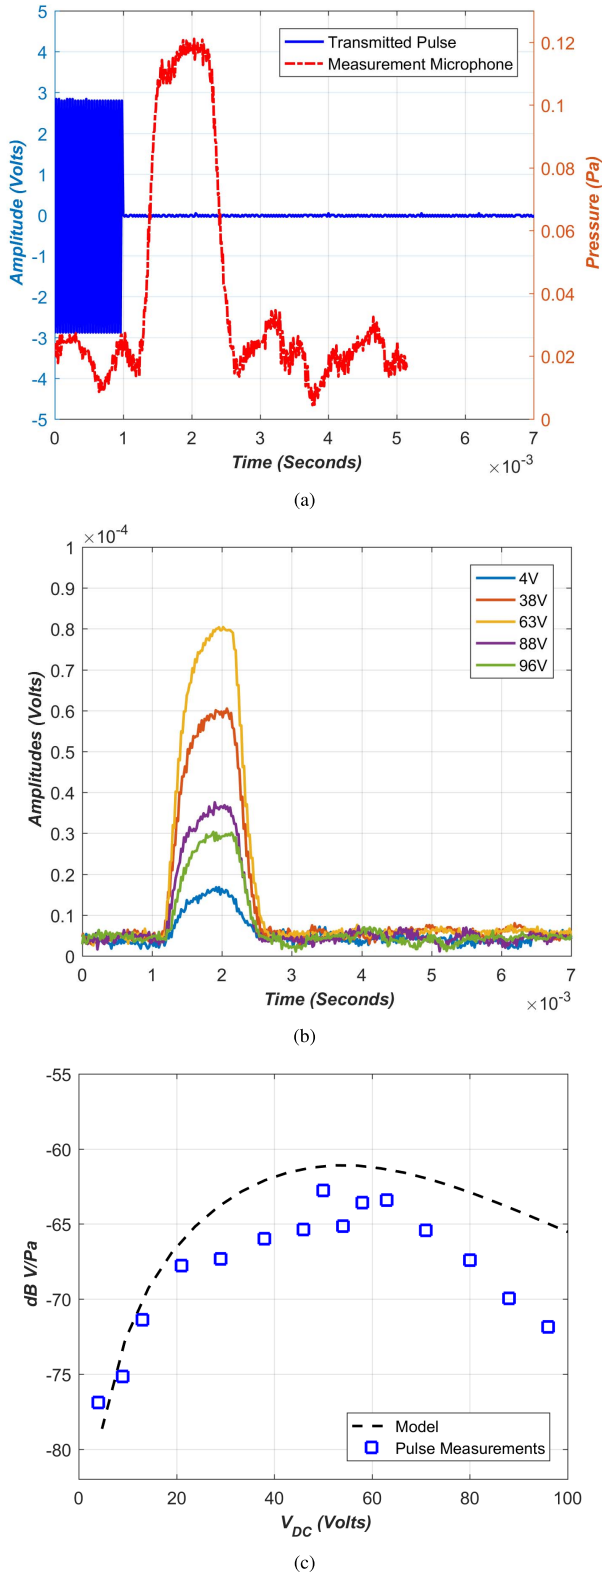 5
4
3
2
1
0
-1
-2
-3
-4
-5
Amplitude (Volts)
Transmitted Pulse
Measurement Microphone
0.12
0.1
0.08
0.06
0.04
0.02
0
Pressure (Pa)
0 1 2 3 4 5 6 7
Time (Seconds)
×10-3
(a)
×10-4
1
0.9
0.8
0.7
0.6
0.5
0.4
0.3
0.2
0.1
0
Amplitudes (Volts)
4V
38V
63V
88V
96V
0 1 2 3 4 5 6 7
Time (Seconds)
×10-3
(b)
-55
-60
-65
-70
-75
-80
dB V/Pa
Model
Pulse Measurements
0 20 40 60 80 100
VDC (Volts)
(c)